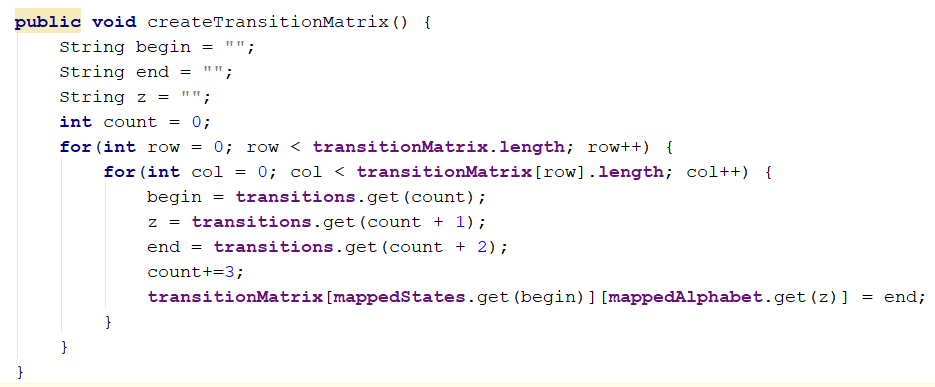 public void createTransitionMatrix() {
    String begin = "";
    String end = "";
    String z = "";
    int count = 0;
    for(int row = 0; row < transitionMatrix.length; row++) {
        for(int col = 0; col < transitionMatrix[row].length; col++) {
            begin = transitions.get(count);
            z = transitions.get(count + 1);
            end = transitions.get(count + 2);
            count+=3;
            transitionMatrix[mappedStates.get(begin)][mappedAlphabet.get(z)] = end;
        }
    }
}